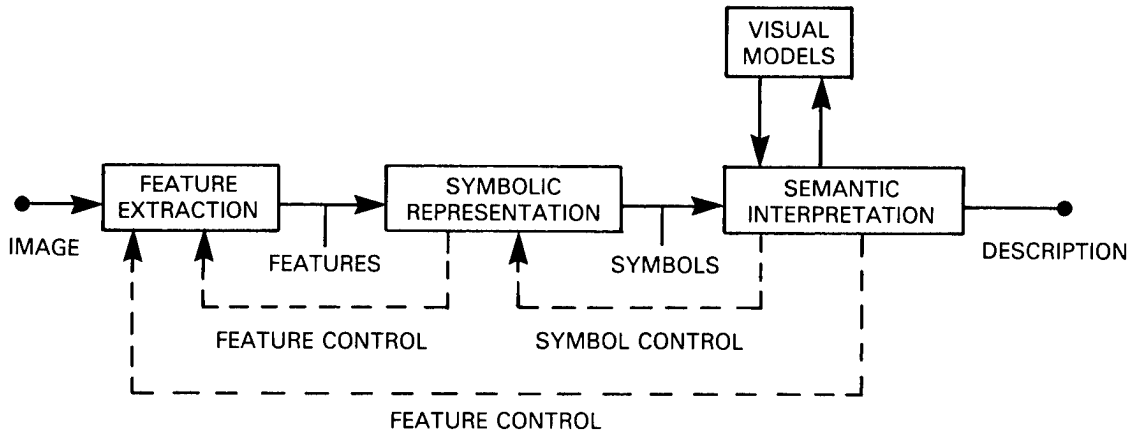 VISUAL
MODELS
FEATURE
EXTRACTION
SYMBOLIC
REPRESENTATION
SEMANTIC
INTERPRETATION
IMAGE
FEATURES
SYMBOLS
DESCRIPTION
FEATURE CONTROL
SYMBOL CONTROL
FEATURE CONTROL